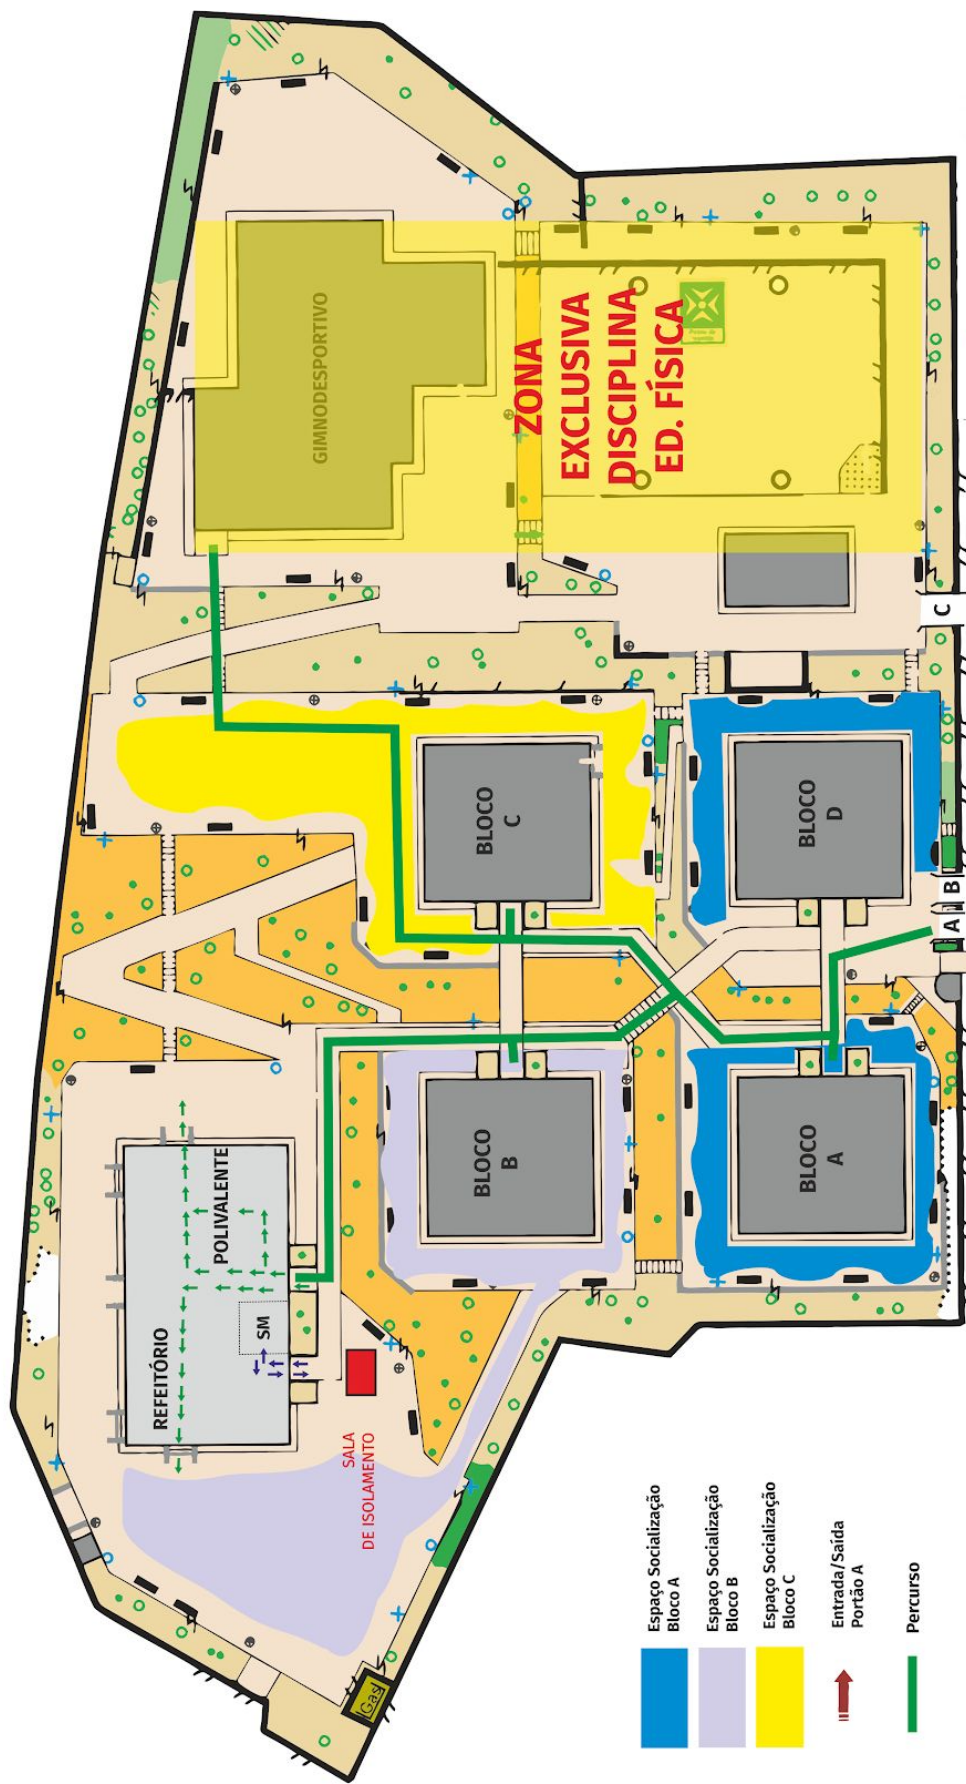 GIMNODESPORTIVO
ZONA
EXCLUSIVA
DISCIPLINA
ED. FÍSICA
BLOCO
C
BLOCO
D
BLOCO
B
BLOCO
A
POLIVALENTE
REFEITÓRIO
SM
SALA
DE ISOLAMENTO
Gas
A
B
C
Espaço Socialização
Bloco A
Espaço Socialização
Bloco B
Espaço Socialização
Bloco C
Entrada/Saída
Portão A
Percurso